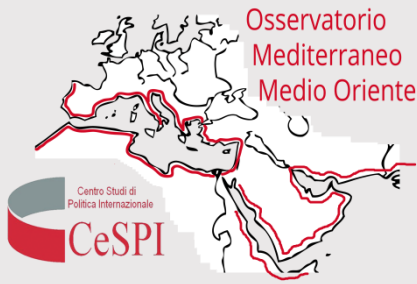 Osservatorio
Mediterraneo
Medio Oriente
Centro Studi di
Politica Internazionale
CeSPI